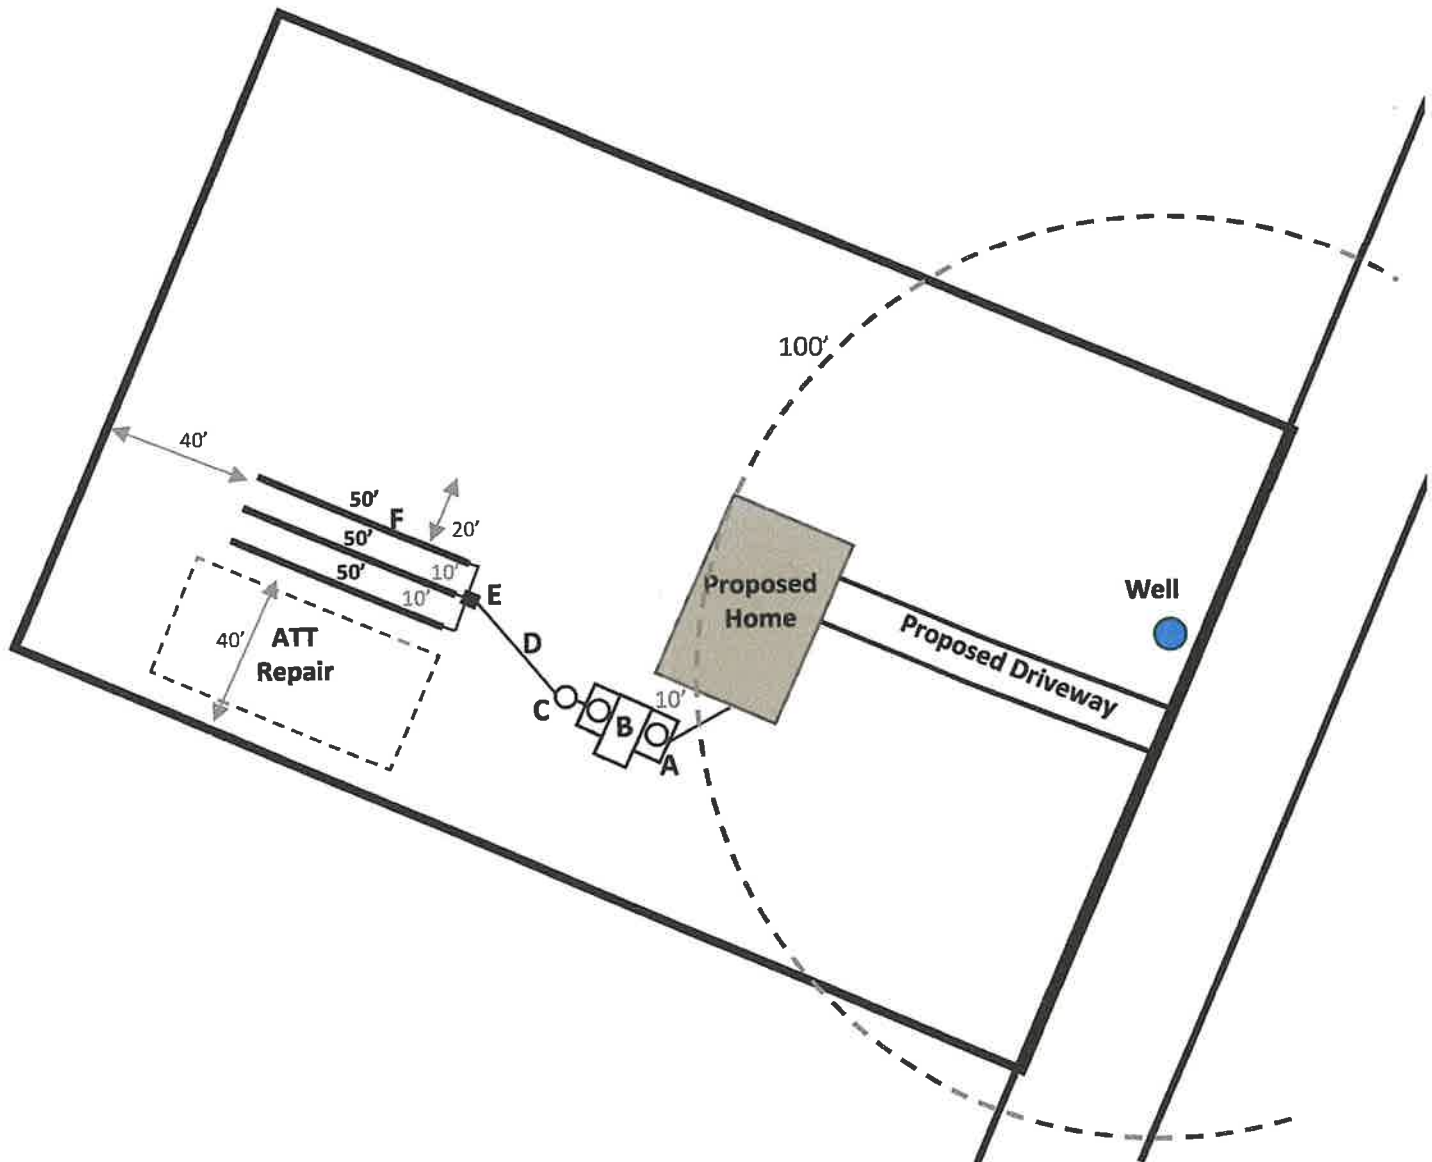 100’
40’
50’
F
20’
50’
10’
50’
10’
E
Well
Proposed
Home
Proposed Driveway
40’
ATT
Repair
D
10’
C
B
A